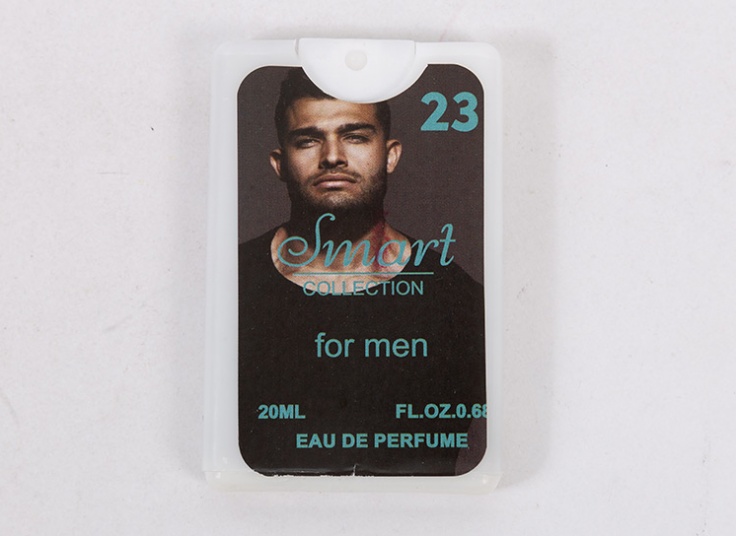 23
Smart
COLLECTION
for men
20ML FL.OZ.0.68
EAU DE PERFUME